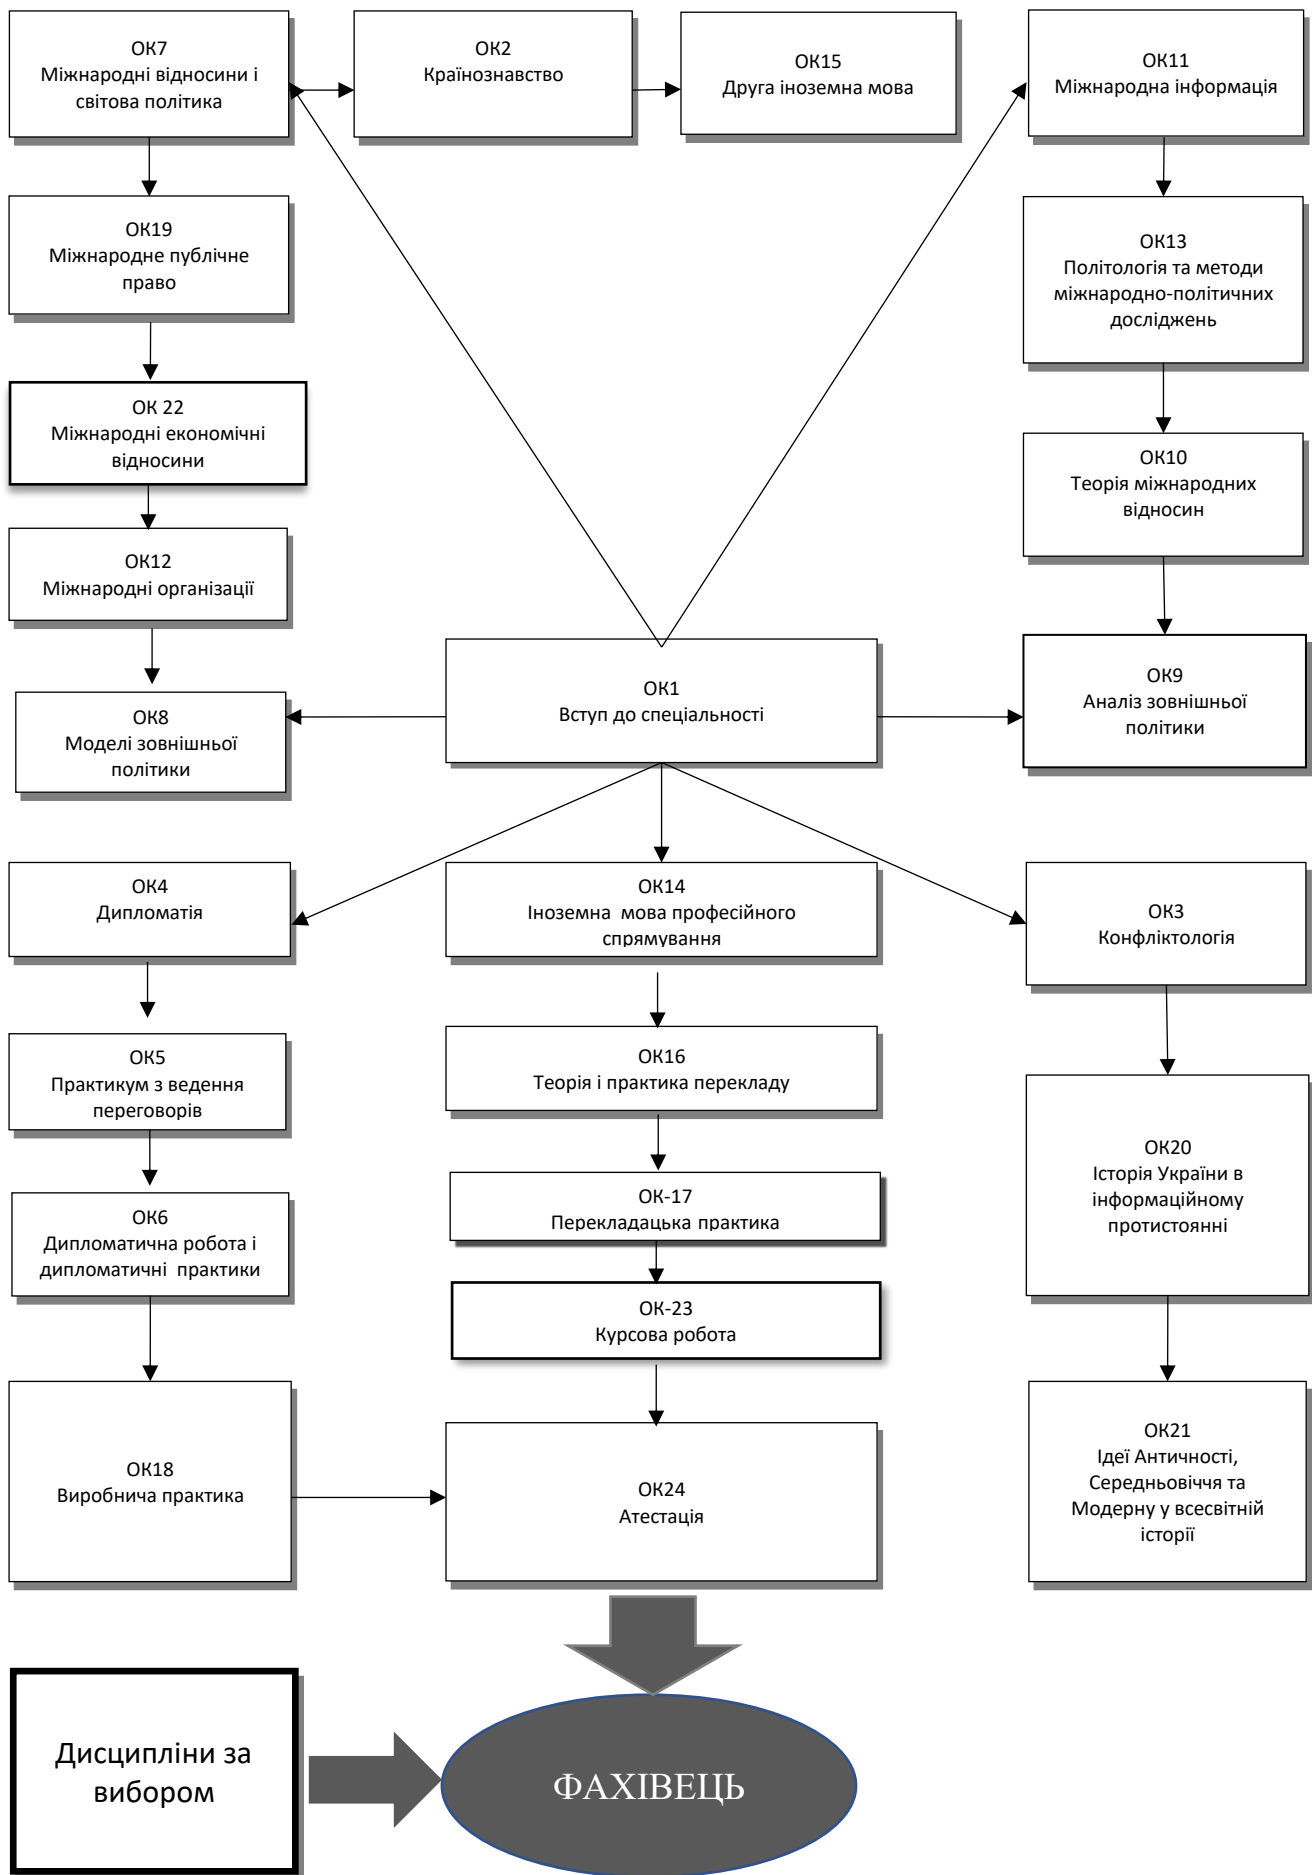 ОК7
Міжнародні відносини і
світова політика
ОК2
Країнознавство
ОК15
Друга іноземна мова
ОК11
Міжнародна інформація
ОК19
Міжнародне публічне
право
ОК13
Політологія та методи
міжнародно-політичних
досліджень
ОК 22
Міжнародні економічні
відносини
ОК10
Теорія міжнародних
відносин
ОК12
Міжнародні організації
ОК1
Вступ до спеціальності
ОК9
Аналіз зовнішньої
політики
ОК8
Моделі зовнішньої
політики
ОК4
Дипломатія
ОК14
Іноземна мова професійного
спрямування
ОК3
Конфліктологія
ОК5
Практикум з ведення
переговорів
ОК16
Теорія і практика перекладу
ОК20
Історія України в
інформаційному
протистоянні
ОК6
Дипломатична робота і
дипломатичні практики
ОК-17
Перекладацька практика
ОК-23
Курсова робота
ОК18
Виробнича практика
ОК24
Атестація
ОК21
Ідеї Античності,
Середньовіччя та
Модерну у всесвітній
історії
Дисципліни за
вибором
ФАХІВЕЦЬ